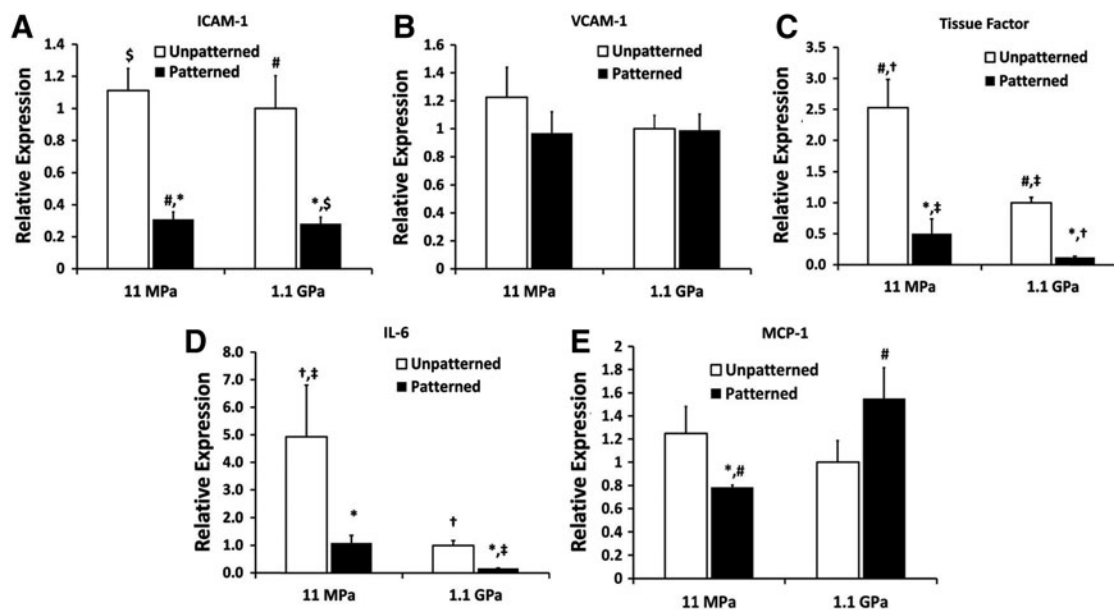 A
ICAM-1
Relative Expression
1.4
1.2
1
0.8
0.6
0.4
0.2
0
Unpatterned
Patterned
$
#
#,*
*,$
11 MPa
1.1 GPa
B
VCAM-1
Relative Expression
1.6
1.4
1.2
1
0.8
0.6
0.4
0.2
0
Unpatterned
Patterned
11 MPa
1.1 GPa
C
Tissue Factor
Relative Expression
3.5
3.0
2.5
2.0
1.5
1.0
0.5
0.0
Unpatterned
Patterned
#,†
*,‡
#,‡
*,†
11 MPa
1.1 GPa
D
IL-6
Relative Expression
8.0
7.0
6.0
5.0
4.0
3.0
2.0
1.0
0.0
Unpatterned
Patterned
†,‡
*
†
*,‡
11 MPa
1.1 GPa
E
MCP-1
Relative Expression
2
1.8
1.6
1.4
1.2
1
0.8
0.6
0.4
0.2
0
Unpatterned
Patterned
*,#
#
11 MPa
1.1 GPa